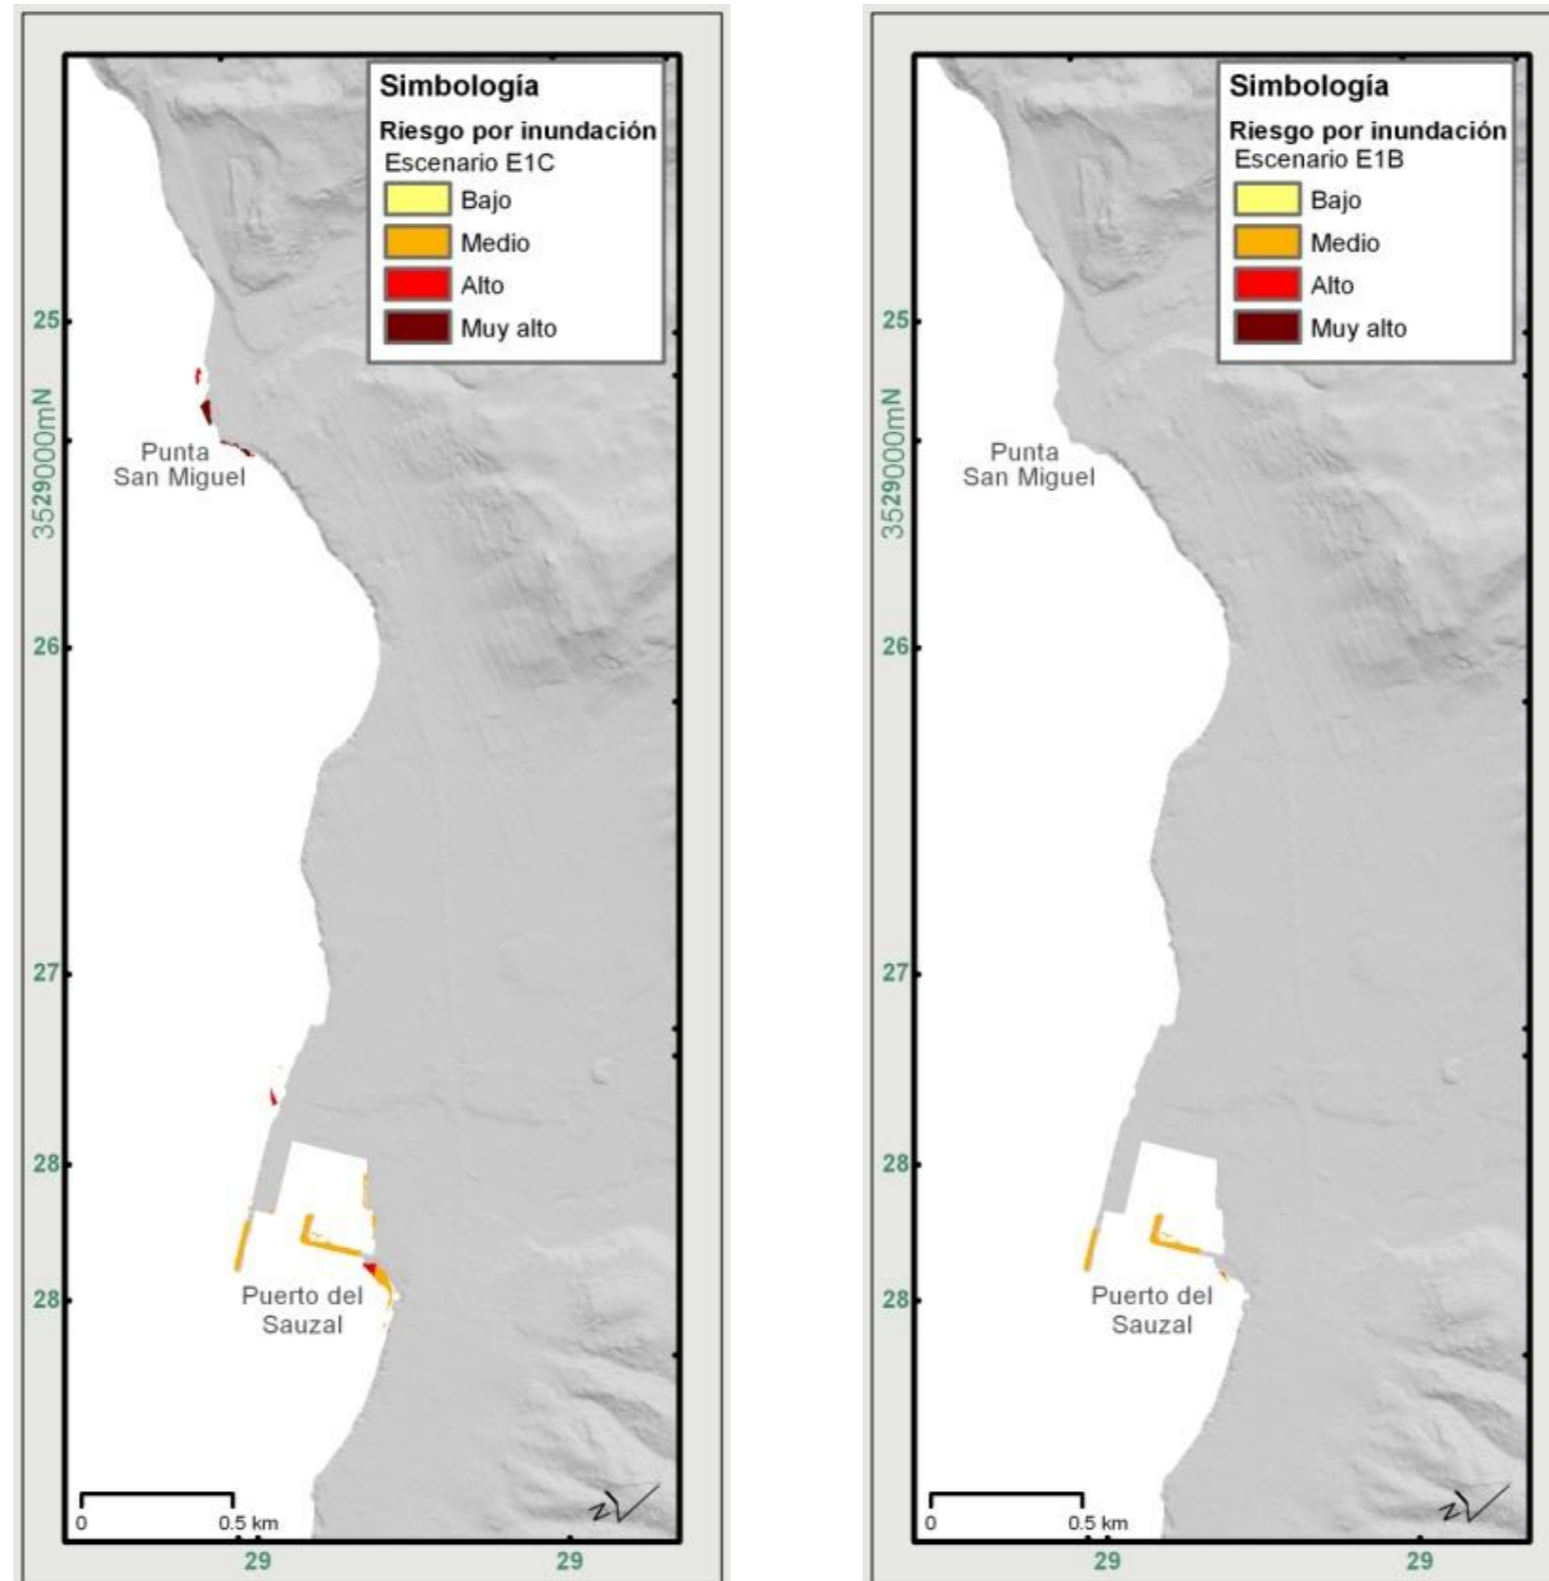 Simbología
Riesgo por inundación
Escenario E1C
Bajo
Medio
Alto
Muy alto
25
3529000mN
Punta
San Miguel
26
27
28
Puerto del
Sauzal
28
0
0.5 km
N
29
29
Simbología
Riesgo por inundación
Escenario E1B
Bajo
Medio
Alto
Muy alto
25
3529000mN
Punta
San Miguel
26
27
28
Puerto del
Sauzal
28
0
0.5 km
N
29
29